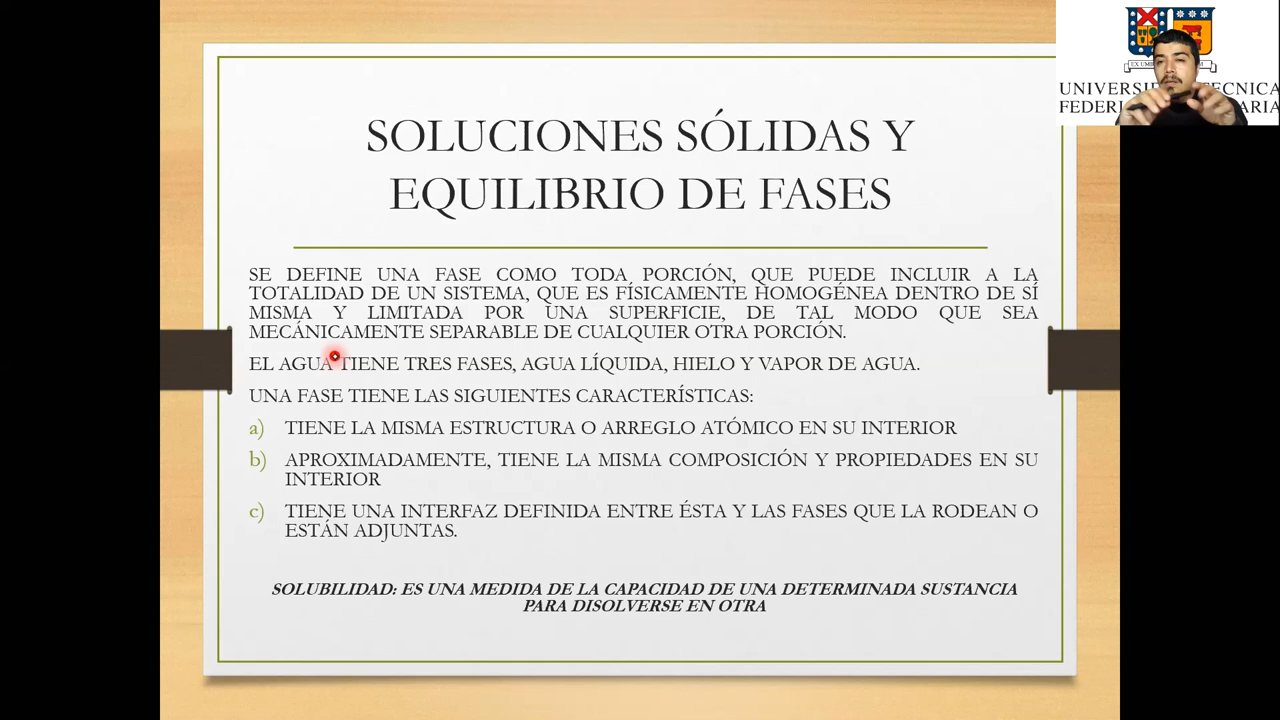 SOLUCIONES SÓLIDAS Y
EQUILIBRIO DE FASES
SE DEFINE UNA FASE COMO TODA PORCIÓN, QUE PUEDE INCLUIR A LA
TOTALIDAD DE UN SISTEMA, QUE ES FÍSICAMENTE HOMOGÉNEA DENTRO DE SÍ
MISMA Y LIMITADA POR UNA SUPERFICIE, DE TAL MODO QUE SEA
MECÁNICAMENTE SEPARABLE DE CUALQUIER OTRA PORCIÓN.
EL AGUA TIENE TRES FASES, AGUA LÍQUIDA, HIELO Y VAPOR DE AGUA.
UNA FASE TIENE LAS SIGUIENTES CARACTERÍSTICAS:
a) TIENE LA MISMA ESTRUCTURA O ARREGLO ATÓMICO EN SU INTERIOR
b) APROXIMADAMENTE, TIENE LA MISMA COMPOSICIÓN Y PROPIEDADES EN SU
INTERIOR
c) TIENE UNA INTERFAZ DEFINIDA ENTRE ÉSTA Y LAS FASES QUE LA RODEAN O
ESTÁN ADJUNTAS.
SOLUBILIDAD: ES UNA MEDIDA DE LA CAPACIDAD DE UNA DETERMINADA SUSTANCIA
PARA DISOLVERSE EN OTRA